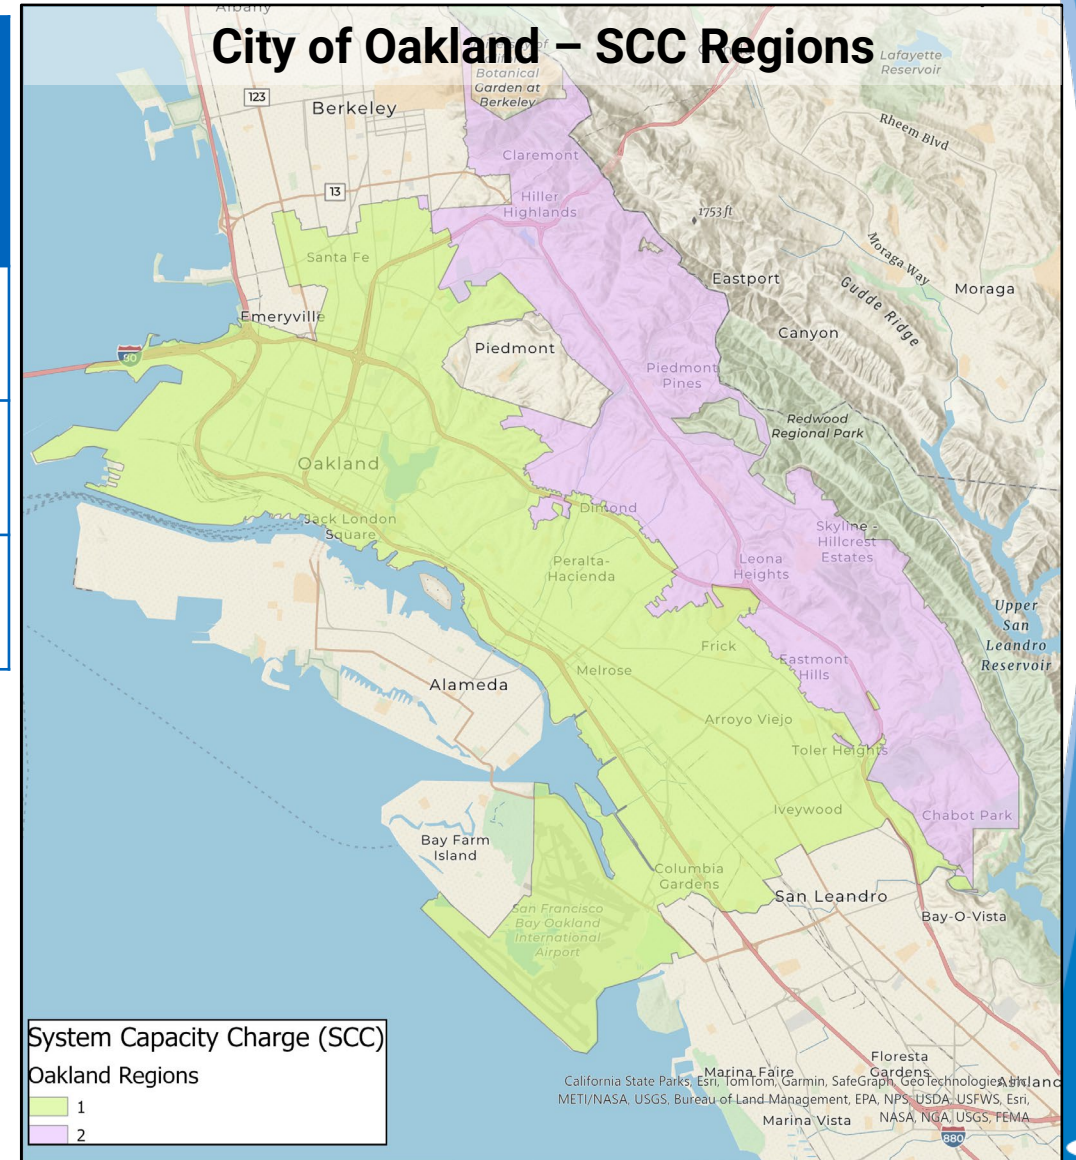 City of Oakland – SCC Regions
Albany
Botanical
Garden at
Berkeley
Lafayette
Reservoir
123
Berkeley
Rheem Blvd
Claremont
13
Hiller
Highlands
1753 ft
Moraga Way
Santa Fe
Eastport
Gudde Ridge
Moraga
Emeryville
Canyon
Piedmont
80
Piedmont
Pines
Redwood
Regional Park
Oakland
Dimond
Jack London
Square
Skyline -
Hillcrest
Estates
Peralta-
Hacienda
Leona
Heights
Upper
San
Leandro
Reservoir
Frick
Eastmont
Hills
Melrose
Alameda
Arroyo Viejo
Toler Heights
Iveywood
Chabot Park
Bay Farm
Island
Columbia
Gardens
San Leandro
San Francisco
Bay Oakland
International
Airport
Bay-O-Vista
System Capacity Charge (SCC)
Oakland Regions
1
2
Floresta
Gardens
Marina Faire
Ashland
California State Parks, Esri, TomTom, Garmin, SafeGraph, GeoTechnologies, Inc,
METI/NASA, USGS, Bureau of Land Management, EPA, NPS, USDA, USFWS, Esri,
NASA, NGA, USGS, FEMA
Marina Vista
880